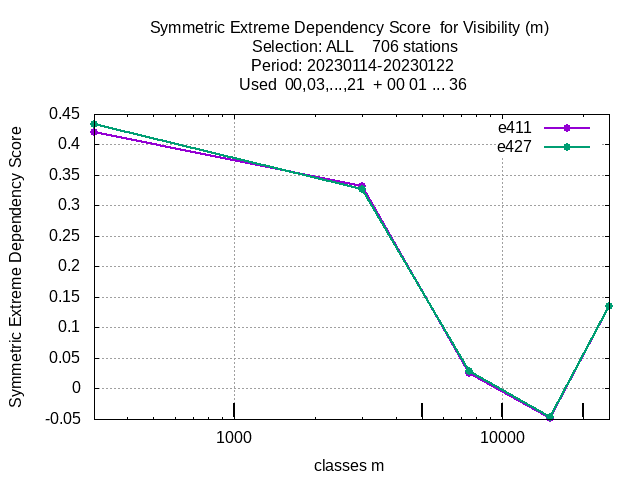 Symmetric Extreme Dependency Score  for Visibility (m)
Selection: ALL    706 stations
Period: 20230114-20230122
Used  00,03,...,21  + 00 01 ... 36
Symmetric Extreme Dependency Score
0.45
0.4
0.35
0.3
0.25
0.2
0.15
0.1
0.05
0
-0.05
e411
e427
1000
10000
classes m